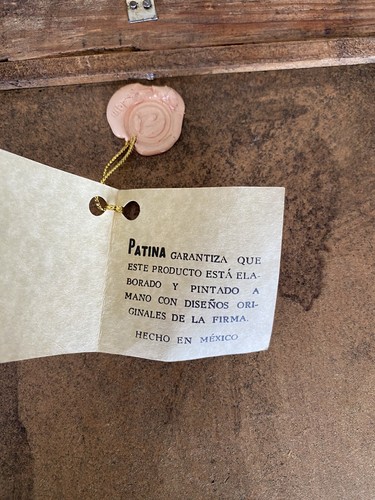 PATINA GARANTIZA QUE
ESTE PRODUCTO ESTÁ ELA-
BORADO Y PINTADO A
MANO CON DISEÑOS ORI-
GINALES DE LA FIRMA.
HECHO EN MÉXICO